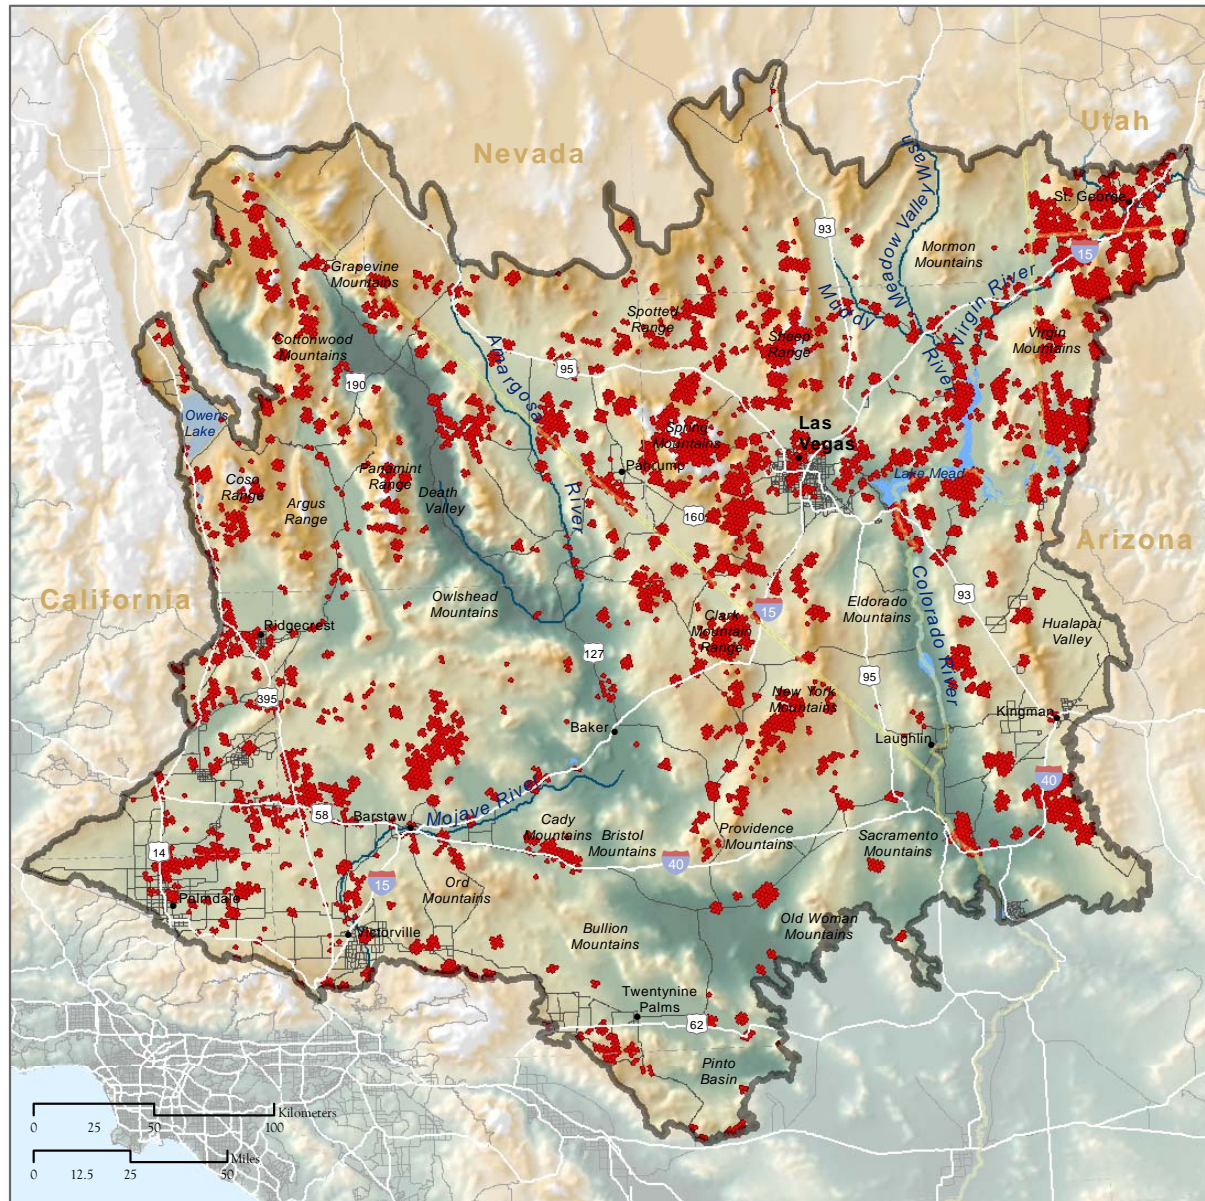 Utah
Nevada
Meadow Valley Wash
St. George
93
15
Mormon
Mountains
Grapevine
Mountains
Virgin River
Muddy
River
Spotted
Range
Sheep
Range
Virgin
Mountains
Cottonwood
Mountains
Amargosa
River
95
190
Owens
Lake
Las
Vegas
Spring
Mountains
Pahrump
Lake Mead
Coso
Range
Panamint
Range
Argus
Range
Death
Valley
160
Arizona
California
Owlshead
Mountains
Colorado River
Eldorado
Mountains
93
15
Clark
Mountain
Range
Hualapai
Valley
Ridgecrest
127
95
395
New York
Mountains
Kingman
Baker
Laughlin
40
Mojave River
58
Barstow
Cady
Mountains
Bristol
Mountains
Providence
Mountains
Sacramento
Mountains
14
40
15
Ord
Mountains
Palmdale
Victorville
Bullion
Mountains
Old Woman
Mountains
Twentynine
Palms
62
Pinto
Basin
Kilometers
0 25 50 100
Miles
0 12.5 25 50